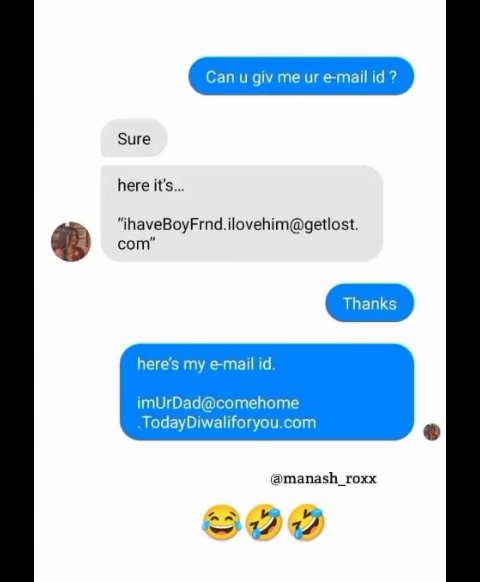 Can u giv me ur e-mail id ?
Sure
here it's...
"ihaveBoyFrnd.ilovehim@getlost.
com"
Thanks
here's my e-mail id.
imUrDad@comehome
.TodayDiwaliforyou.com
@manash_roxx